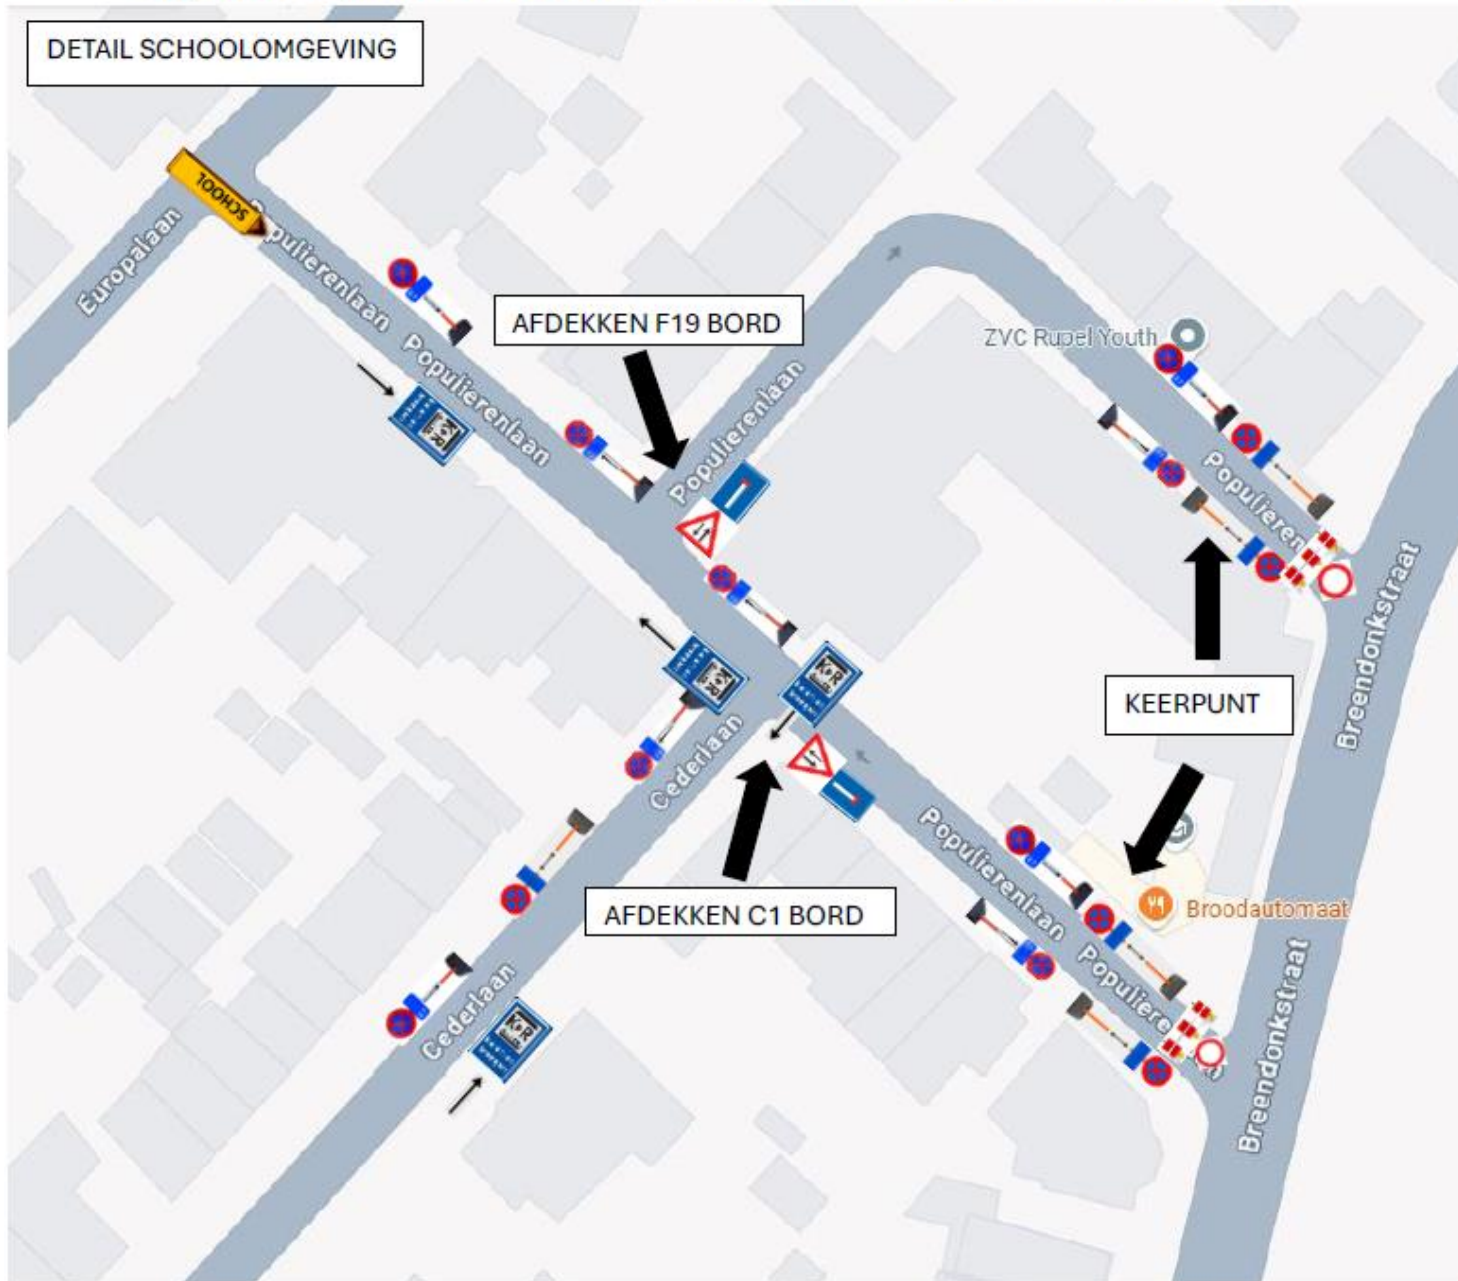 DETAIL SCHOOLOMGEVING
SCHOOL
Populierenlaan
Europalaan
AFDEKKEN F19 BORD
ZVC Rupel Youth
Populierenlaan
Populierenlaan
Populieren
Breendonkstraat
K+R
K+R
K+R
KEERPUNT
Cederlaan
Populierenlaan
AFDEKKEN C1 BORD
Broodautomaat
Populiere
Cederlaan
K+R
Breendonkstraat